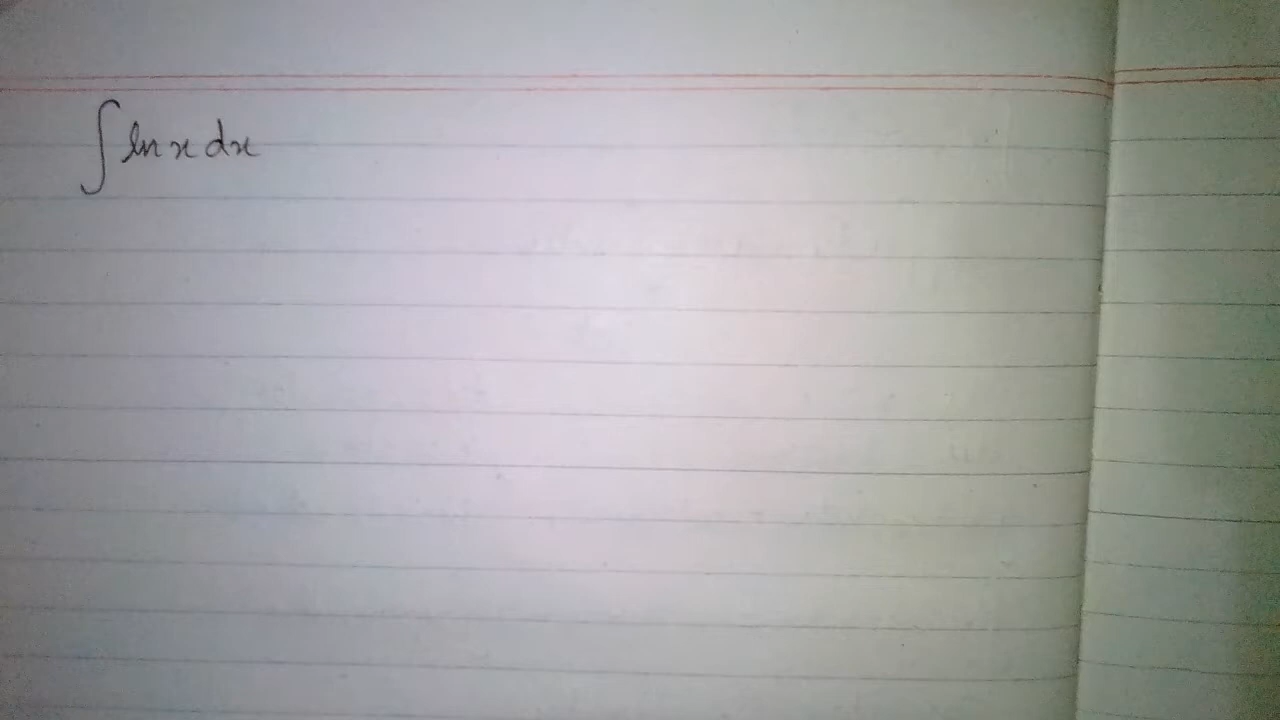 ∫ ln x dx